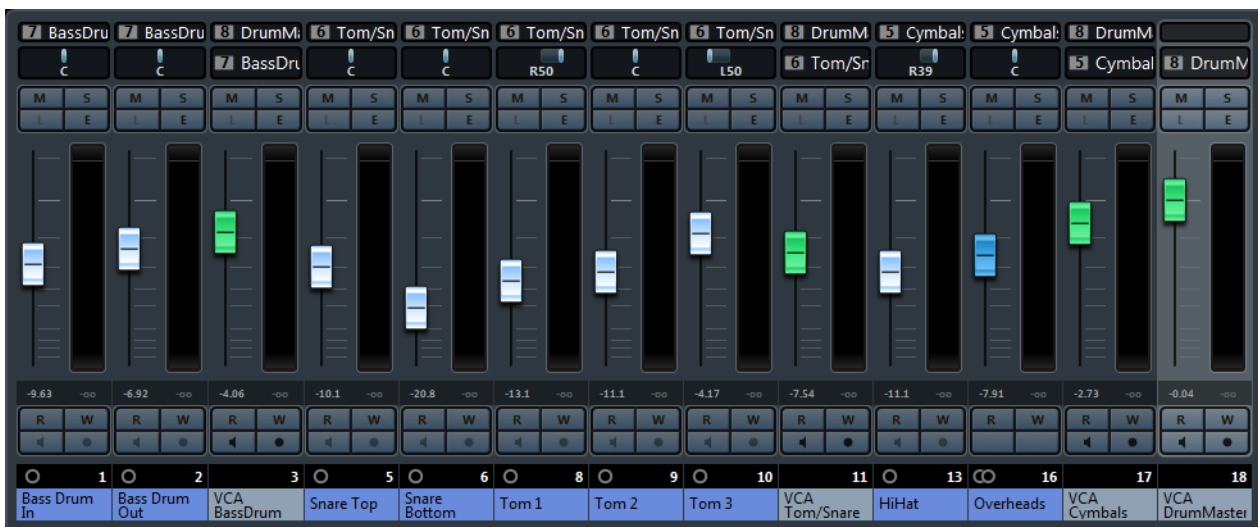 7 BassDru 7 BassDru 8 DrumMa 6 Tom/Sn 6 Tom/Sn 6 Tom/Sn 6 Tom/Sn 6 Tom/Sn 8 DrumM 5 Cymbal 5 Cymbal 8 DrumM
C C 7 BassDru C C R50 C L50 6 Tom/Sn R39 C 5 Cymbal 8 DrumM
M S M S M S M S M S M S M S M S M S M S M S M S M S
L E L E L E L E L E L E L E L E L E L E L E L E L E
-9.63 -oo -6.92 -oo -4.06 -oo -10.1 -oo -20.8 -oo -13.1 -oo -11.1 -oo -4.17 -oo -7.54 -oo -11.1 -oo -7.91 -oo -2.73 -oo -0.04 -oo
R W R W R W R W R W R W R W R W R W R W R W R W R W
1 2 3 5 6 8 9 10 11 13 16 17 18
Bass Drum In
Bass Drum Out
VCA BassDrum
Snare Top
Snare Bottom
Tom 1
Tom 2
Tom 3
VCA Tom/Snare
HiHat
Overheads
VCA Cymbals
VCA DrumMaster